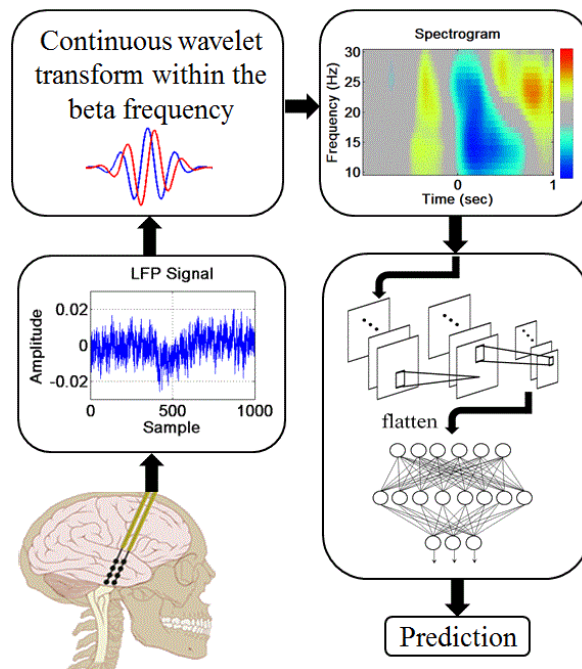 Continuous wavelet
transform within the
beta frequency
Spectrogram
Frequency (Hz)
30
25
20
15
10
0
1
Time (sec)
LFP Signal
Amplitude
0.02
0
-0.02
0
500
1000
Sample
flatten
Prediction